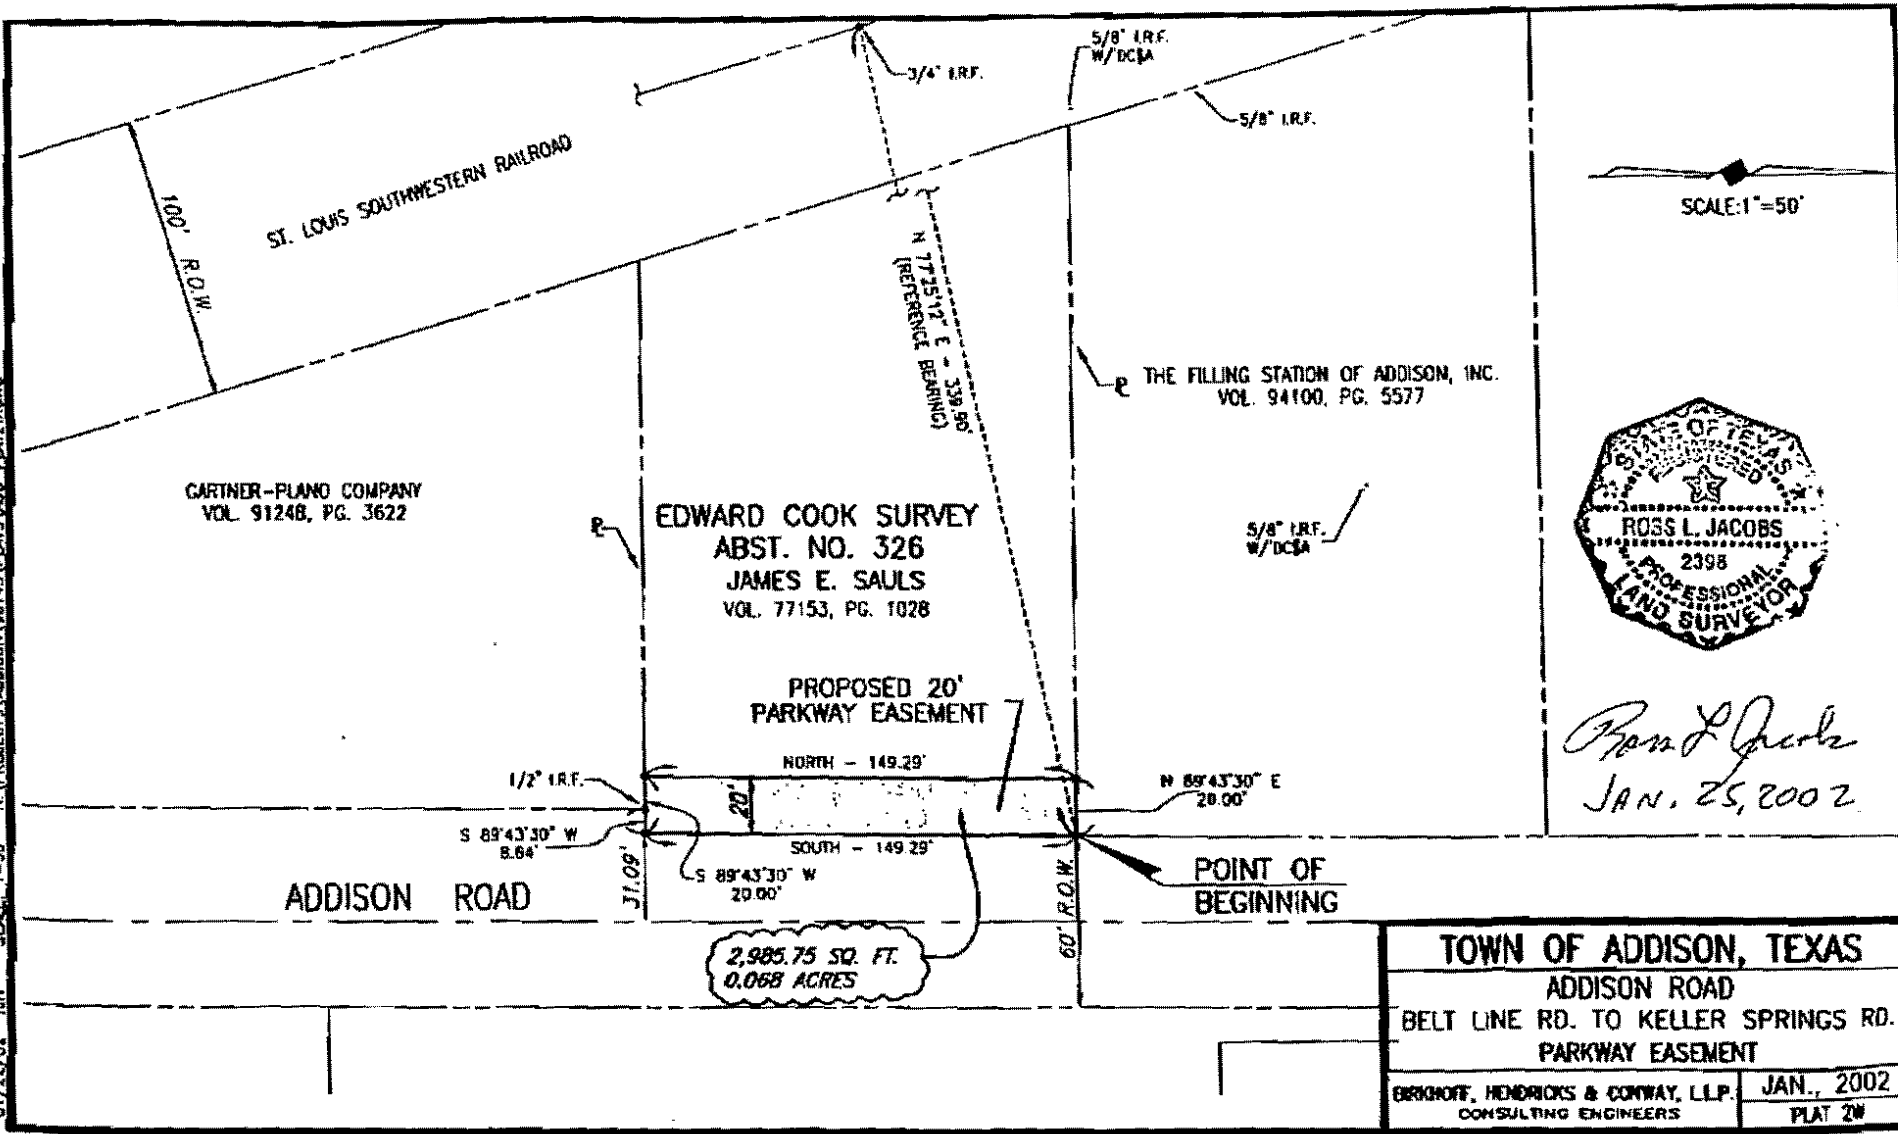 5/8" I.R.F.
W/"DC&A
3/4" I.R.F.
5/8" I.R.F.
ST. LOUIS SOUTHWESTERN RAILROAD
100' R.O.W.
SCALE:1"=50'
N 77°25'12" E - 339.90'
(REFERENCE BEARING)
THE FILLING STATION OF ADDISON, INC.
VOL. 94100, PG. 5577
GARTNER-PLANO COMPANY
VOL. 91248, PG. 3622
EDWARD COOK SURVEY
ABST. NO. 326
JAMES E. SAULS
VOL. 77153, PG. 1028
5/8" I.R.F.
W/"DC&A
STATE OF TEXAS
REGISTERED
ROSS L. JACOBS
2398
PROFESSIONAL
LAND SURVEYOR
PROPOSED 20'
PARKWAY EASEMENT
Ross L Jacobs
JAN. 25, 2002
NORTH - 149.29'
1/2" I.R.F.
20'
N 89°43'30" E
20.00'
S 89°43'30" W
8.64'
SOUTH - 149.29'
S 89°43'30" W
20.00'
ADDISON ROAD
31.09'
60' R.O.W.
POINT OF
BEGINNING
2,985.75 SQ. FT.
0.068 ACRES
TOWN OF ADDISON, TEXAS
ADDISON ROAD
BELT LINE RD. TO KELLER SPRINGS RD.
PARKWAY EASEMENT
BIRKHOFF, HENDRICKS & CONWAY, L.L.P.
CONSULTING ENGINEERS
JAN., 2002
PLAT 2W